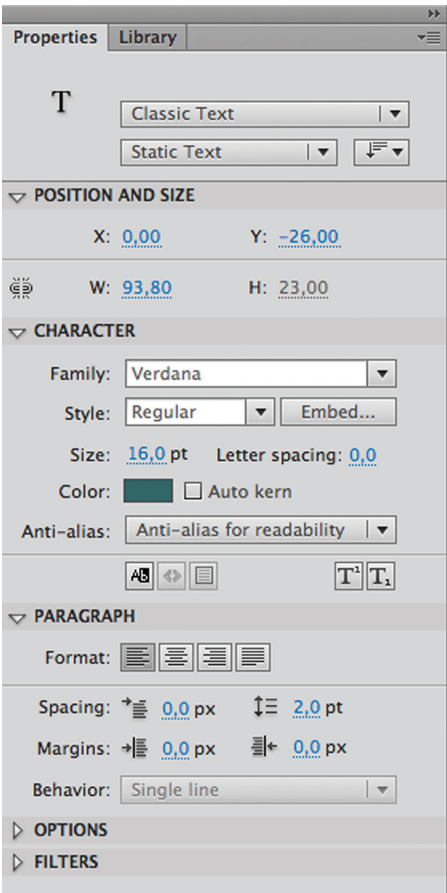 Properties Library
T
Classic Text
Static Text
POSITION AND SIZE
X: 0,00 Y: -26,00
W: 93,80 H: 23,00
CHARACTER
Family: Verdana
Style: Regular Embed...
Size: 16,0 pt Letter spacing: 0,0
Color: Auto kern
Anti-alias: Anti-alias for readability
Ab <> T¹ T₁
PARAGRAPH
Format:
Spacing: 0,0 px 2,0 pt
Margins: 0,0 px 0,0 px
Behavior: Single line
OPTIONS
FILTERS